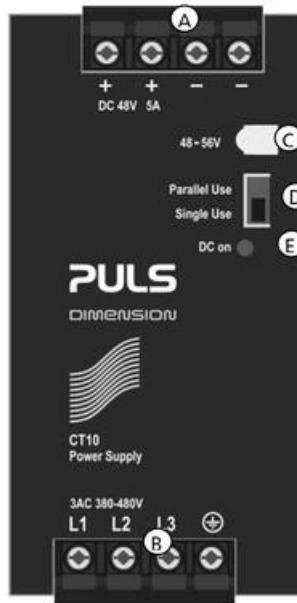 A
+ + − −
DC 48V 5A
48-56V
C
Parallel Use
D
Single Use
DC on
E
PULS
DIMENSION
CT10
Power Supply
3AC 380-480V
L1 L2 L3
B